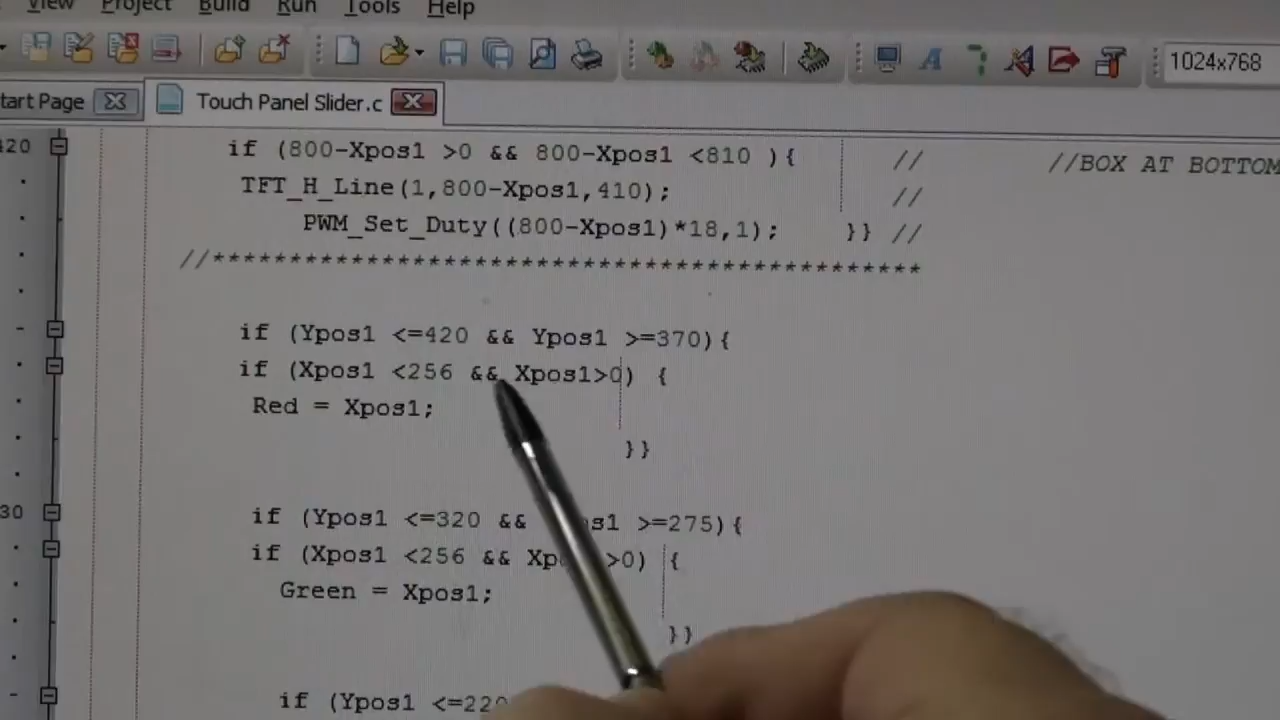 View Project Build Run Tools Help
1024x768
tart Page Touch Panel Slider.c
420 if (800-Xpos1 >0 && 800-Xpos1 <810 ){ // //BOX AT BOTTOM
TFT_H_Line(1,800-Xpos1,410); //
PWM_Set_Duty((800-Xpos1)*18,1); }} //
//**********************************************
if (Ypos1 <=420 && Ypos1 >=370){
if (Xpos1 <256 && Xpos1>0) {
Red = Xpos1;
}}
30 if (Ypos1 <=320 && os1 >=275){
if (Xpos1 <256 && Xp >0) {
Green = Xpos1;
}}
if (Ypos1 <=220